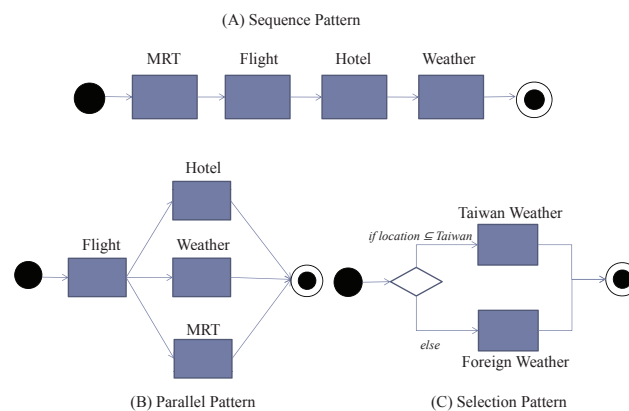 (A) Sequence Pattern
MRT
Flight
Hotel
Weather
Hotel
Flight
Weather
MRT
(B) Parallel Pattern
Taiwan Weather
if location ⊆ Taiwan
else
Foreign Weather
(C) Selection Pattern